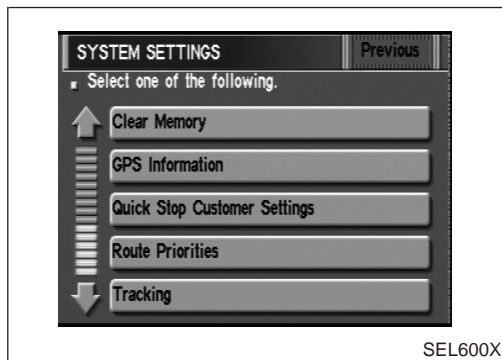 SYSTEM SETTINGS Previous
Select one of the following.
Clear Memory
GPS Information
Quick Stop Customer Settings
Route Priorities
Tracking
SEL600X